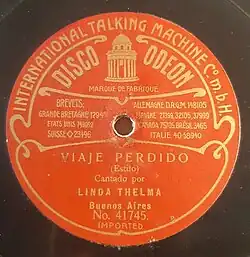 INTERNATIONAL TALKING MACHINE Co. m.b.H.
DISCO ODEON
MARQUE DE FABRIQUE
BREVETS:
GRANDE BRETAGNE
ETATS UNIS
SUISSE 23196
ALLEMAGNE D.R.G.M.
ITALIE
VIAJE PERDIDO
(Estilo)
Cantado por
LINDA THELMA
Buenos Aires
No. 41745.
IMPORTED